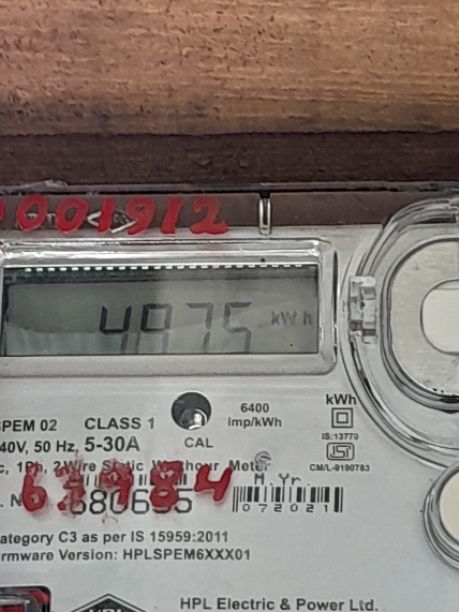 001912
4975 kWh
6400
imp/kWh
kWh
SPEM 02 CLASS 1
CAL
IS:13779
40V, 50 Hz, 5-30A
CM/L-9190783
c, 1Ph, 2Wire Static Watthour Meter
M.Yr.
63984
072021
ategory C3 as per IS 15959:2011
rmware Version: HPLSPEM6XXX01
HPL Electric & Power Ltd.